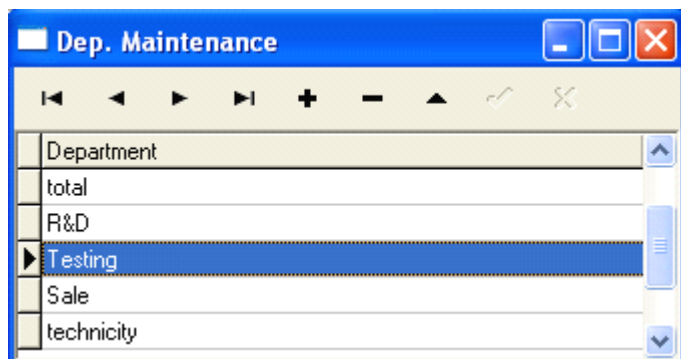 Dep. Maintenance
Department
total
R&D
Testing
Sale
technicity